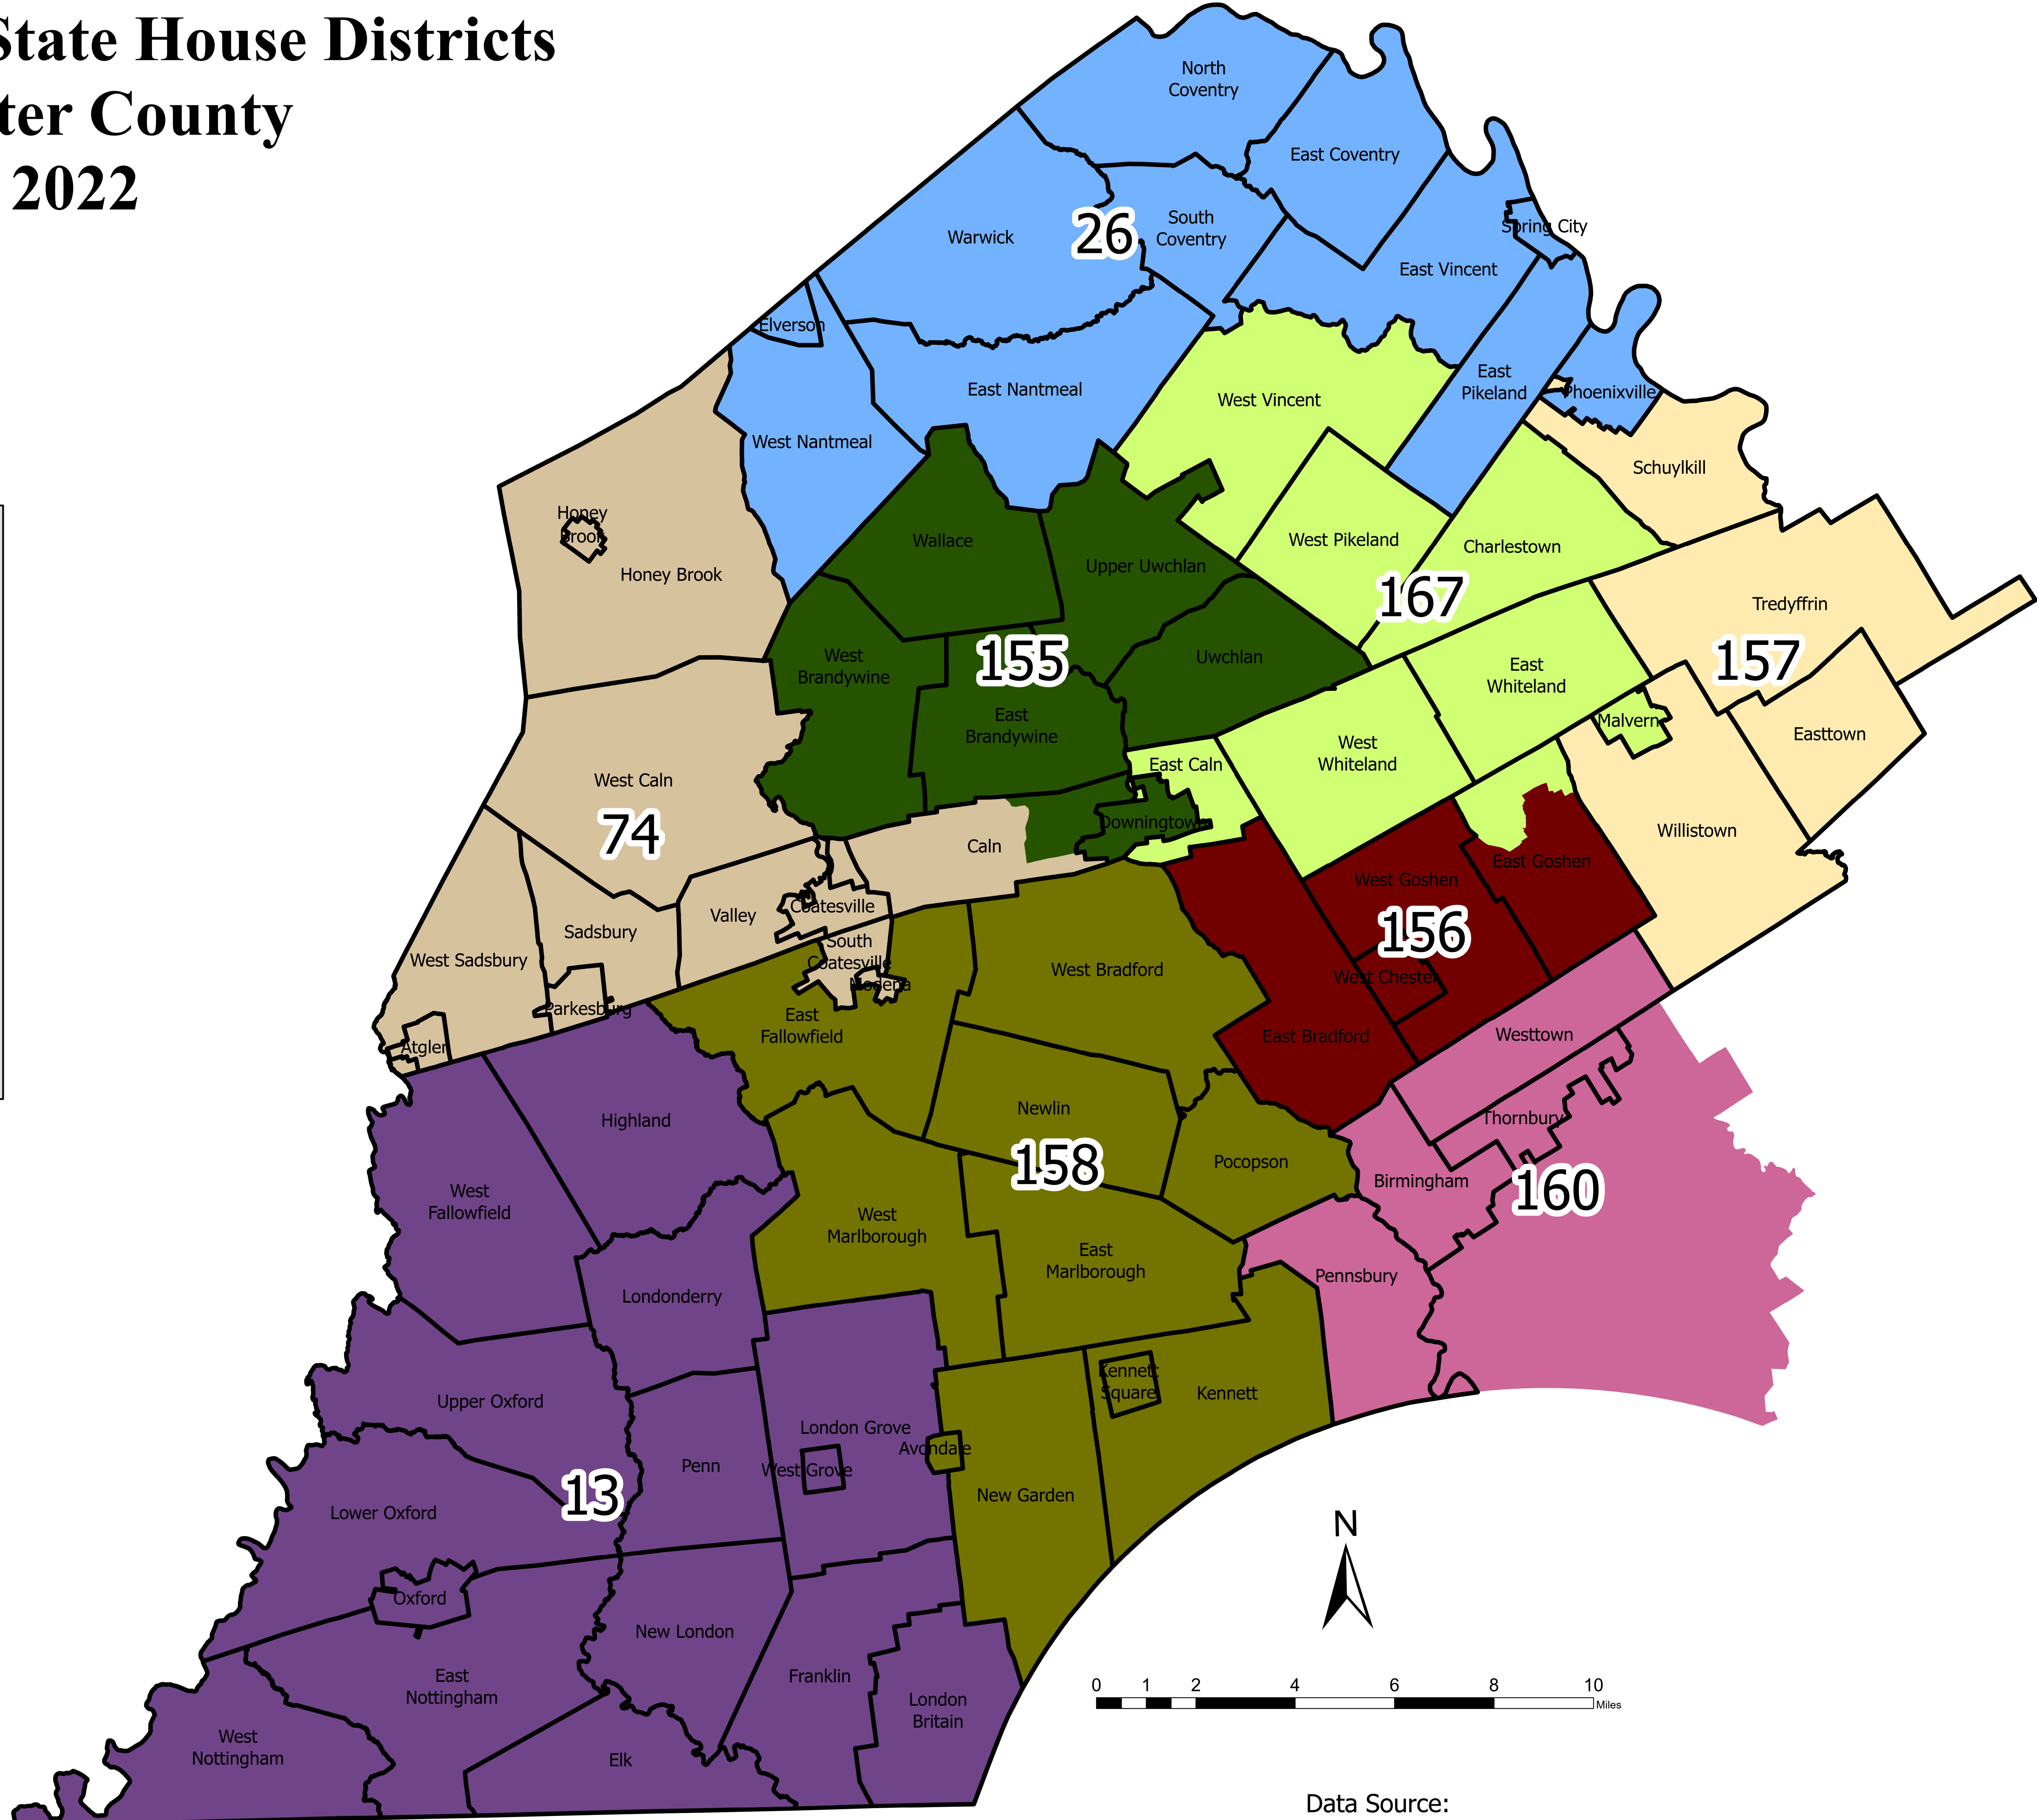 State House Districts
ter County
2022
North
Coventry
East Coventry
Spring City
South
Coventry
26
Warwick
East Vincent
Elverson
East Nantmeal
East
Pikeland
Phoenixville
West Vincent
West Nantmeal
Schuylkill
Honey
Brook
Wallace
West Pikeland
Charlestown
Honey Brook
Upper Uwchlan
167
Tredyffrin
West
Brandywine
155
Uwchlan
East
Whiteland
157
East
Brandywine
Malvern
Easttown
West
Whiteland
East Caln
West Caln
74
Downingtown
Willistown
Caln
East Goshen
West Goshen
Coatesville
Valley
Sadsbury
156
South
Coatesville
West Sadsbury
West Bradford
West Chester
Modena
Parkesburg
East
Fallowfield
East Bradford
Westtown
Atglen
Highland
Newlin
Thornbury
158
Pocopson
Birmingham
160
West
Fallowfield
West
Marlborough
East
Marlborough
Pennsbury
Londonderry
Upper Oxford
Kennett
Square
Kennett
London Grove
Avondale
Penn
West Grove
13
New Garden
Lower Oxford
N
Oxford
New London
East
Nottingham
Franklin
London
Britain
0 1 2 4 6 8 10
Miles
West
Nottingham
Elk
Data Source: